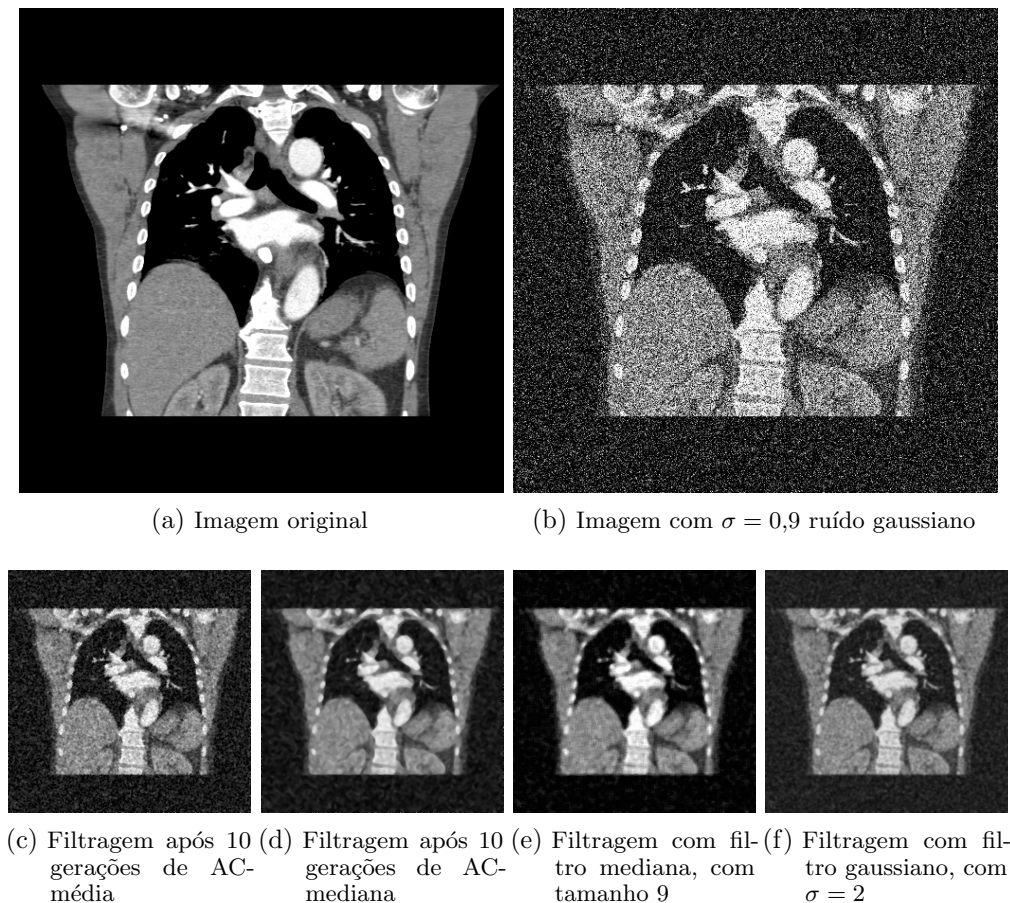 (a) Imagem original
(b) Imagem com σ = 0,9 ruído gaussiano
(c) Filtragem após 10
gerações de AC-
média
(d) Filtragem após 10
gerações de AC-
mediana
(e) Filtragem com fil-
tro mediana, com
tamanho 9
(f) Filtragem com fil-
tro gaussiano, com
σ = 2